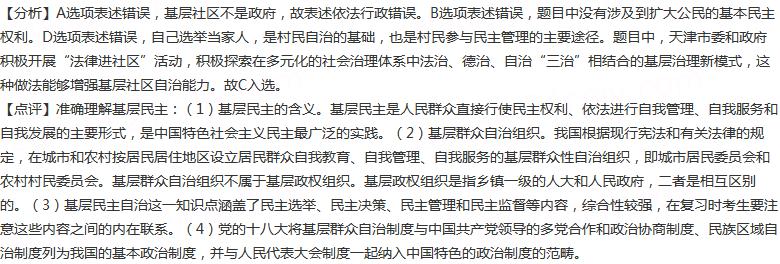 【分析】A选项表述错误，基层社区不是政府，故表述依法行政错误。B选项表述错误，题目中没有涉及到扩大公民的基本民主
权利。D选项表述错误，自己选举当家人，是村民自治的基础，也是村民参与民主管理的主要途径。题目中，天津市委和政府
积极开展“法律进社区”活动，积极探索在多元化的社会治理体系中法治、德治、自治“三治”相结合的基层治理新模式，这
种做法能够增强基层社区自治能力。故C入选。
【点评】准确理解基层民主：（1）基层民主的含义。基层民主是人民群众直接行使民主权利、依法进行自我管理、自我服务和
自我发展的主要形式，是中国特色社会主义民主最广泛的实践。（2）基层群众自治组织。我国根据现行宪法和有关法律的规
定，在城市和农村按居民居住地区设立居民群众自我教育、自我管理、自我服务的基层群众性自治组织，即城市居民委员会和
农村村民委员会。基层群众自治组织不属于基层政权组织。基层政权组织是指乡镇一级的人大和人民政府，二者是相互区别
的。（3）基层民主自治这一知识点涵盖了民主选举、民主决策、民主管理和民主监督等内容，综合性较强，在复习时考生要注
意这些内容之间的内在联系。（4）党的十八大将基层群众自治制度与中国共产党领导的多党合作和政治协商制度、民族区域自
治制度列为我国的基本政治制度，并与人民代表大会制度一起纳入中国特色的政治制度的范畴。